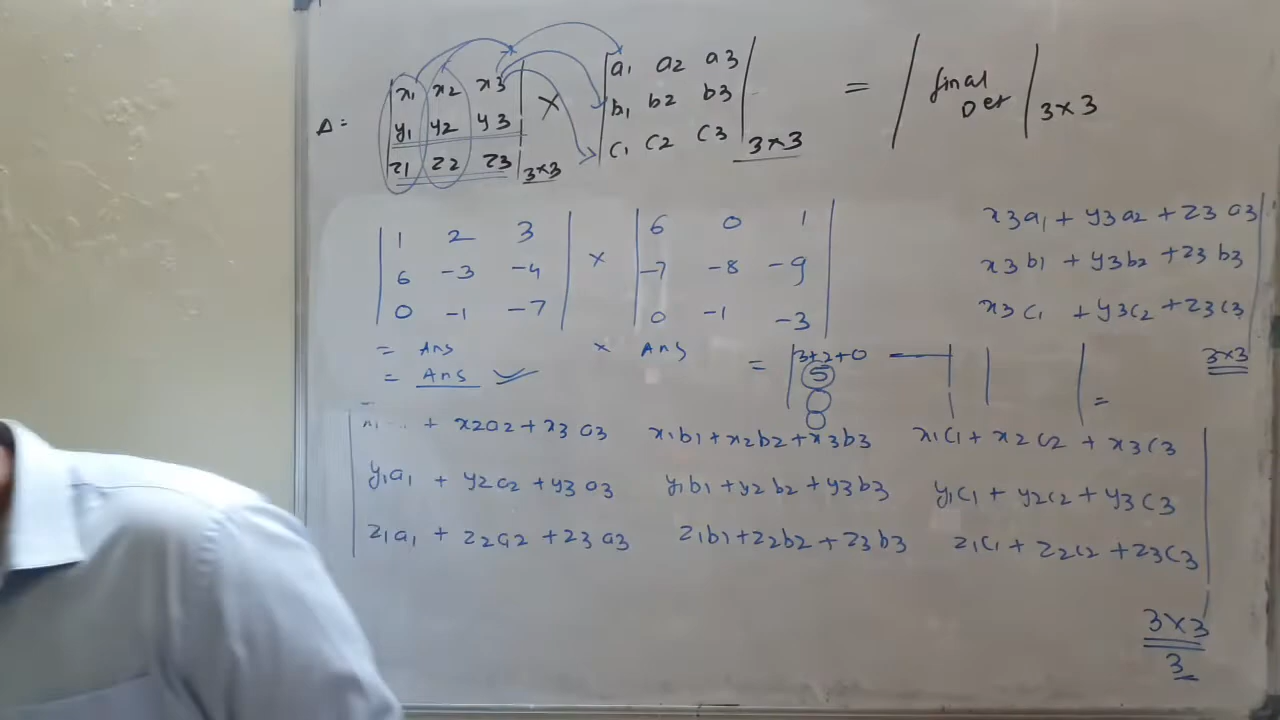 Δ = | x1 x2 x3 | × | a1 a2 a3 | = | final
y1 y2 y3 b1 b2 b3 Det | 3×3
z1 z2 z3 | 3×3 c1 c2 c3 | 3×3
| 1 2 3 | × | 6 0 1 |
6 -3 -4 -7 -8 -9
0 -1 -7 0 -1 -3
x3a1 + y3a2 + z3a3
x3b1 + y3b2 + z3b3
x3c1 + y3c2 + z3c3
3×3
= Ans × Ans = | 3+2+0
= Ans ✓ 5
=
+ x2a2 + x3a3 x1b1 + x2b2 + x3b3 x1c1 + x2c2 + x3c3
y1a1 + y2a2 + y3a3 y1b1 + y2b2 + y3b3 y1c1 + y2c2 + y3c3
z1a1 + z2a2 + z3a3 z1b1 + z2b2 + z3b3 z1c1 + z2c2 + z3c3
3×3
3